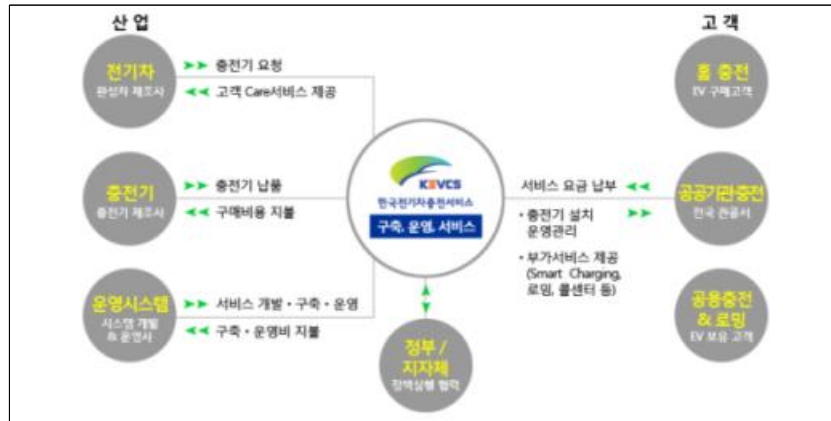 산 업
고 객
전기차
완성차 제조사
충전기 요청
고객 Care서비스 제공
충전기
충전기 제조사
충전기 납품
구매비용 지불
운영시스템
시스템 개발
& 운영사
서비스 개발・구축・운영
구축・운영비 지불
KEVCS
한국전기차충전서비스
구축, 운영, 서비스
정부 /
지자체
정책실행 협력
서비스 요금 납부
• 충전기 설치
운영관리
• 부가서비스 제공
(Smart Charging,
로밍, 콜센터 등)
홈 충전
EV 구매고객
공공기관충전
전국 관공서
공용충전
& 로밍
EV 보유 고객